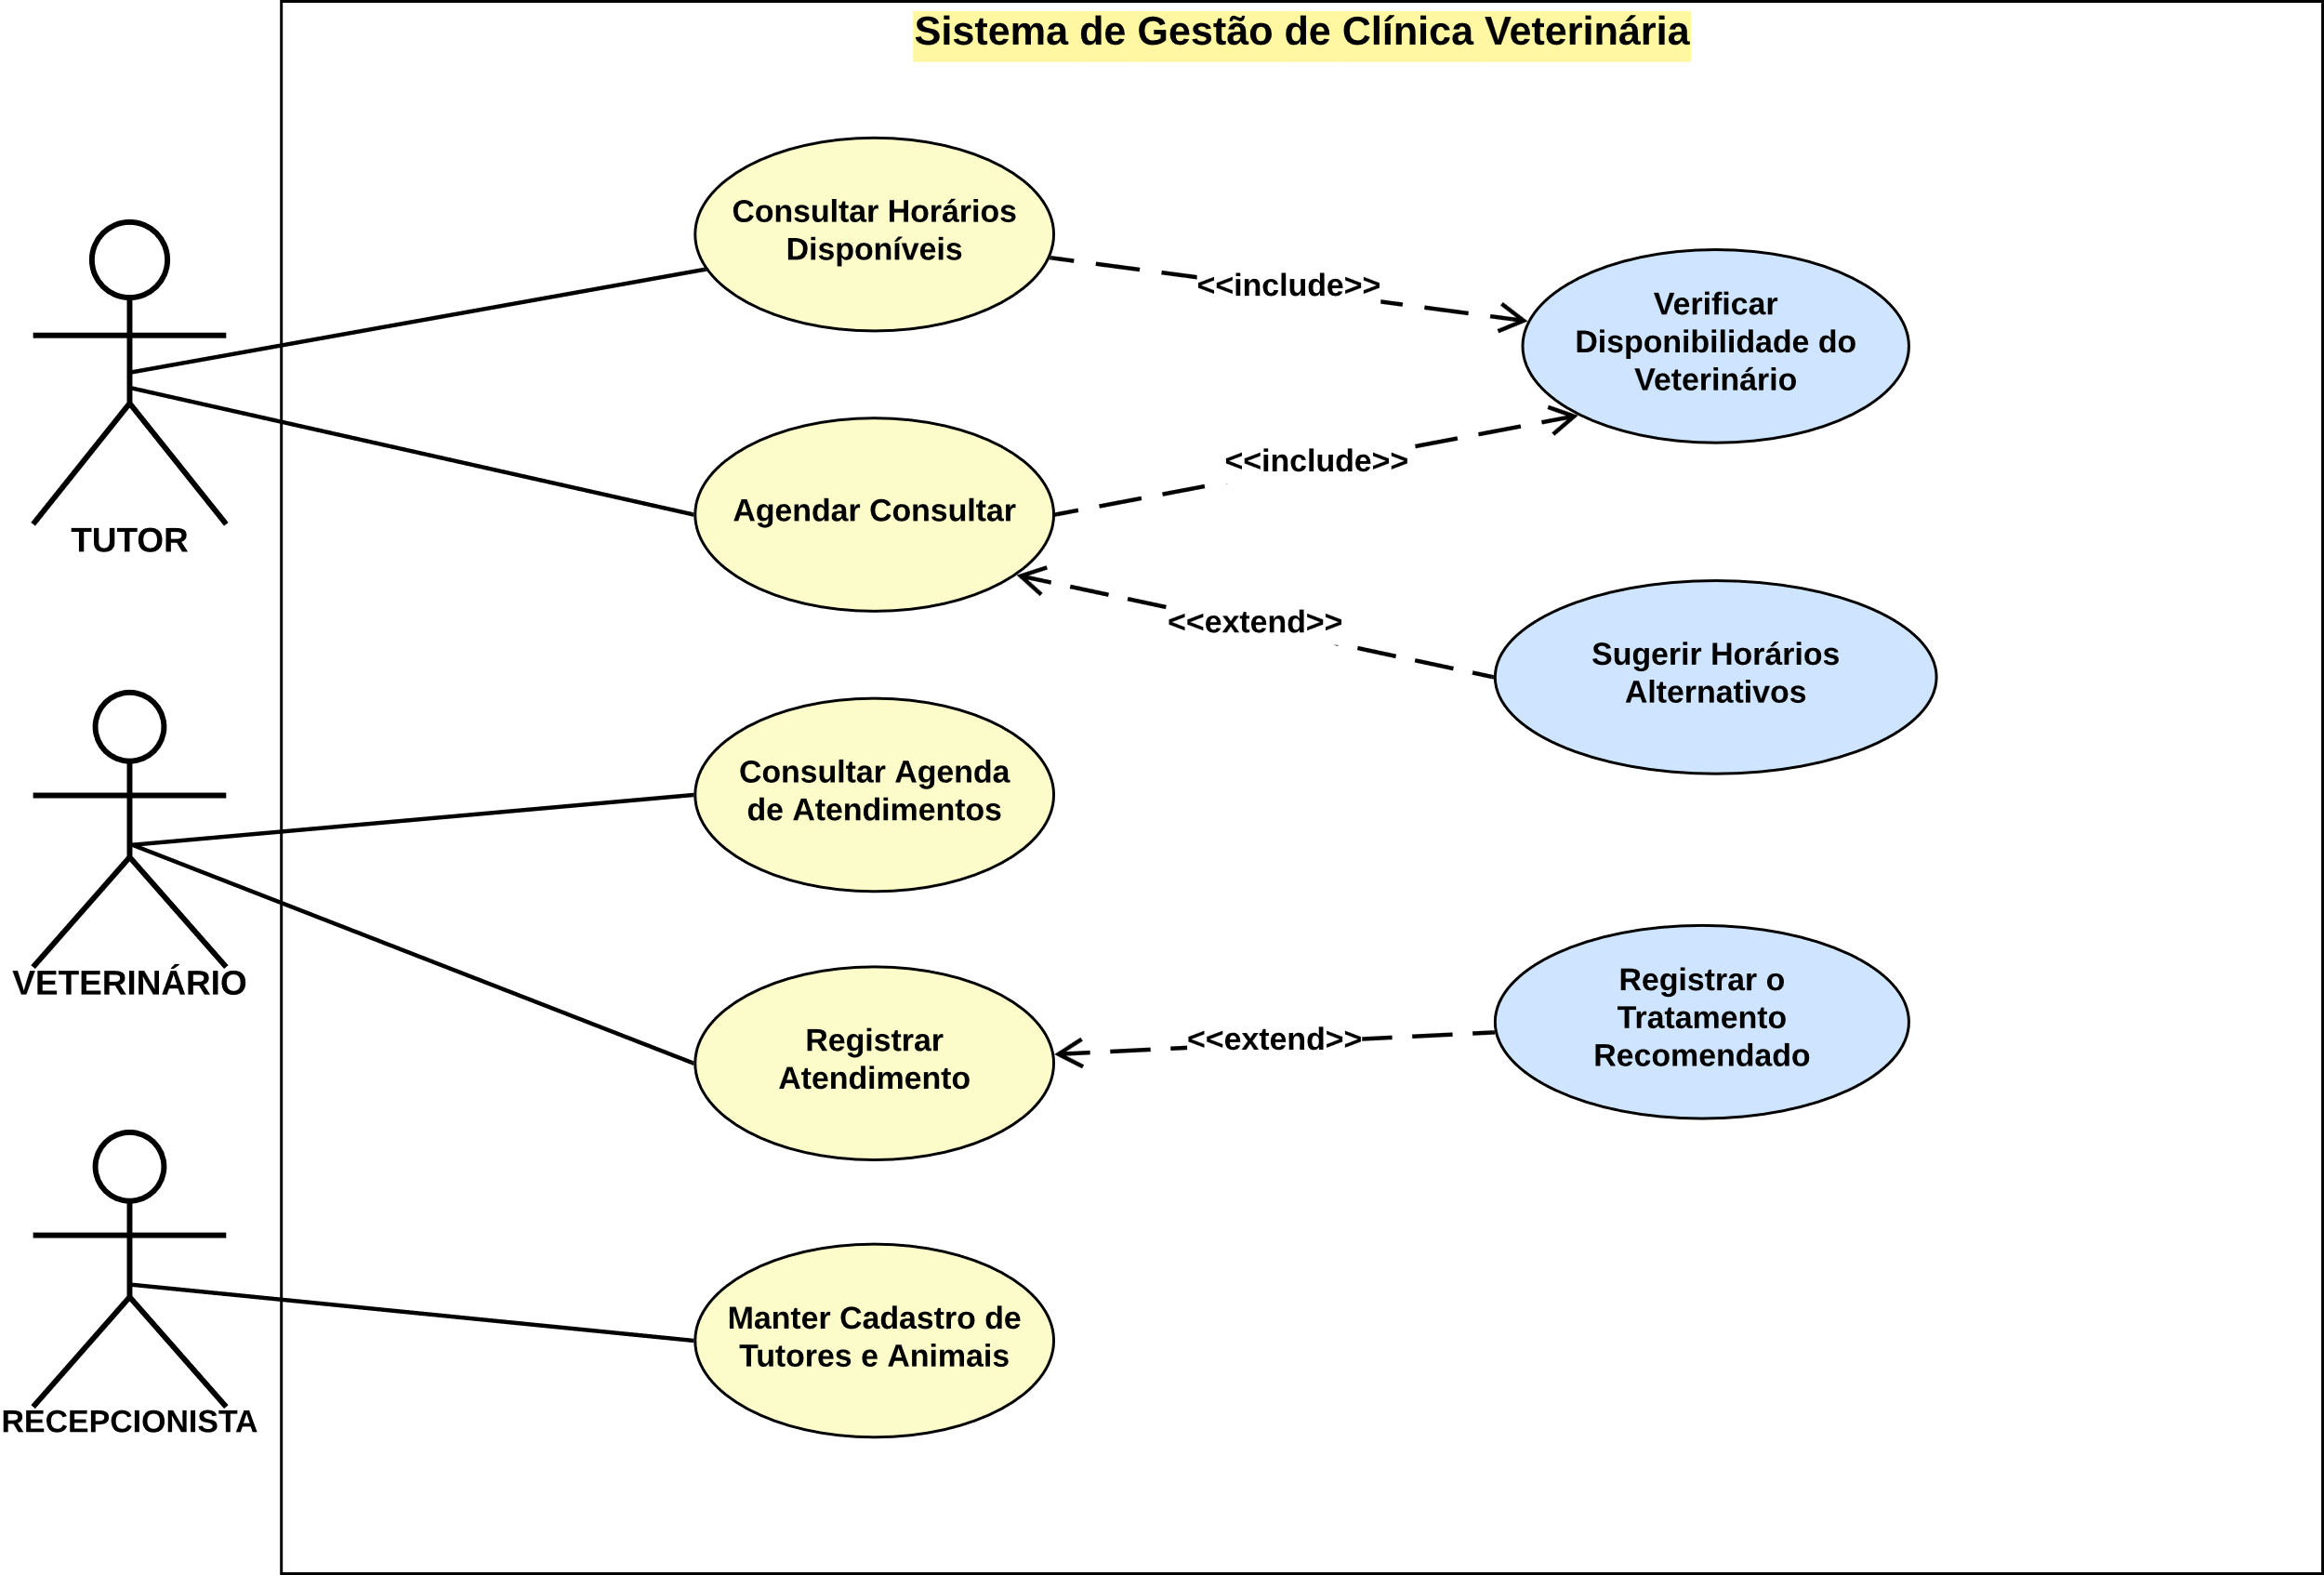 Sistema de Gestão de Clínica Veterinária
Consultar Horários
Disponíveis
<<include>>
Verificar
Disponibilidade do
Veterinário
<<include>>
Agendar Consultar
TUTOR
<<extend>>
Sugerir Horários
Alternativos
Consultar Agenda
de Atendimentos
VETERINÁRIO
Registrar o
Tratamento
Recomendado
<<extend>>
Registrar
Atendimento
Manter Cadastro de
Tutores e Animais
RECEPCIONISTA